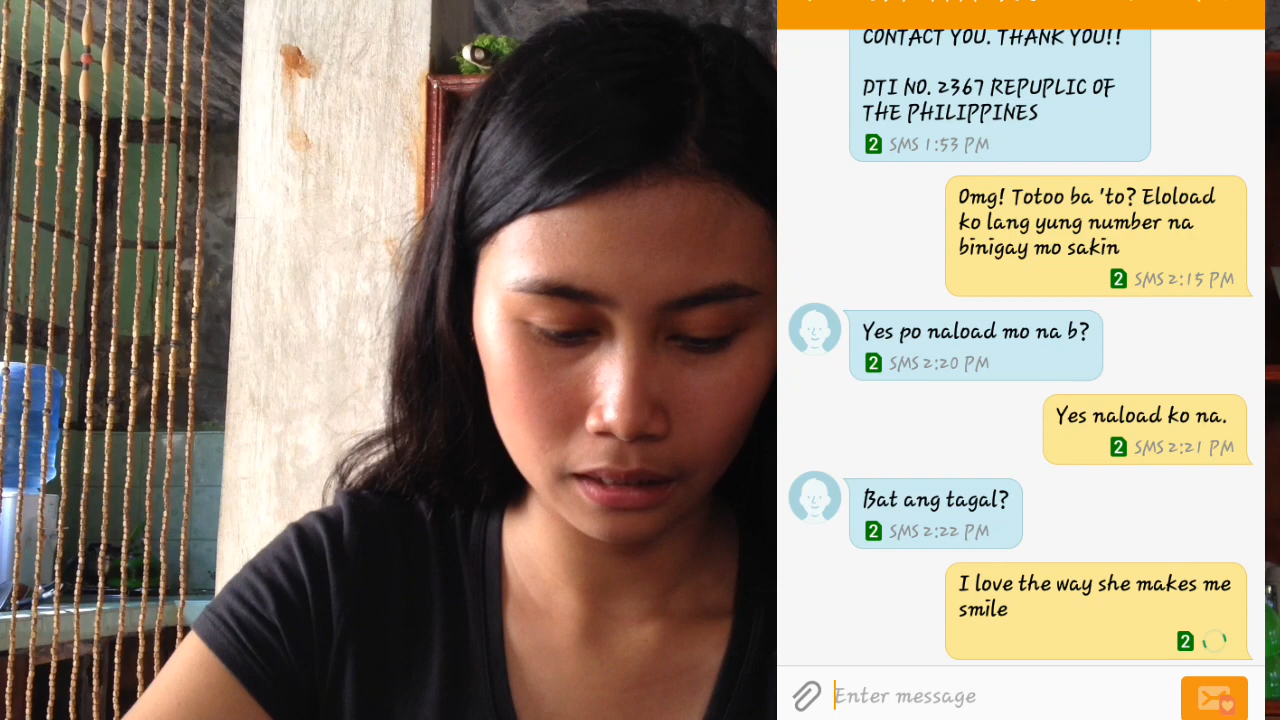 CONTACT YOU. THANK YOU!!
DTI NO. 2367 REPUPLIC OF
THE PHILIPPINES
2 SMS 1:53 PM
Omg! Totoo ba 'to? Eloload
ko lang yung number na
binigay mo sakin
2 SMS 2:15 PM
Yes po naload mo na b?
2 SMS 2:20 PM
Yes naload ko na.
2 SMS 2:21 PM
Bat ang tagal?
2 SMS 2:22 PM
I love the way she makes me
smile
2
Enter message